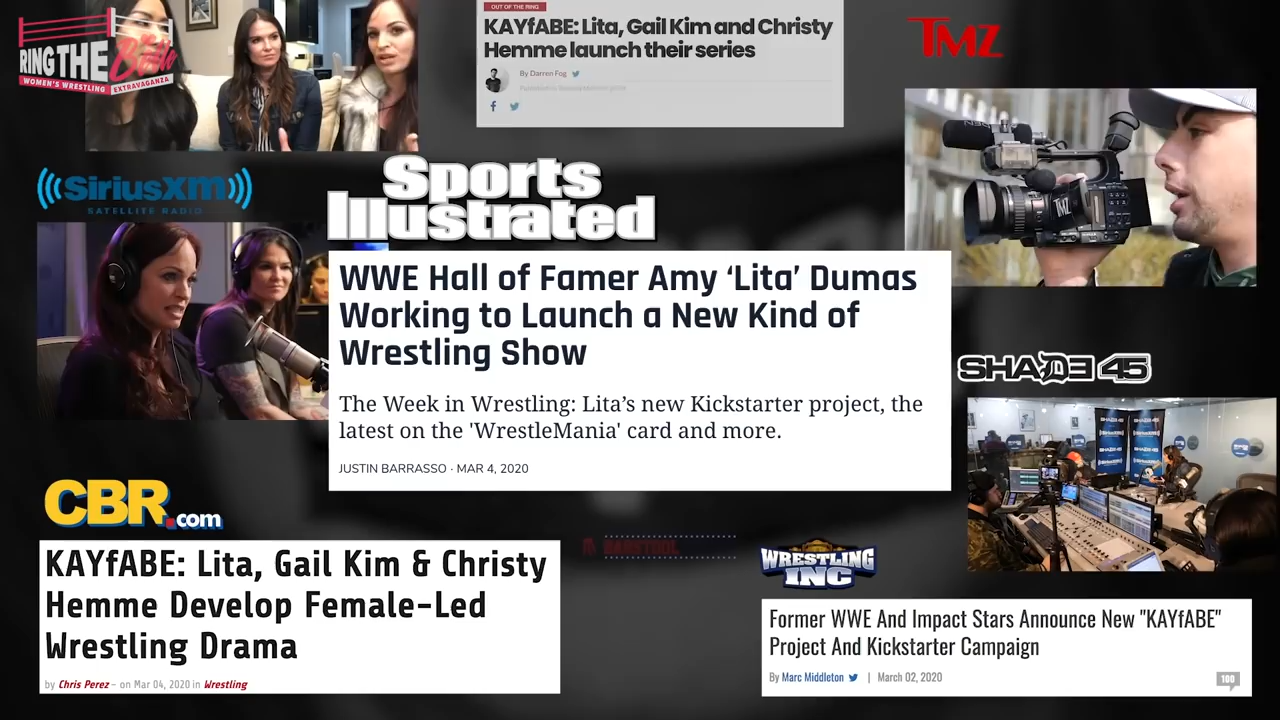 RING THE
Belle
WOMEN'S WRESTLING EXTRAVAGANZA
OUT OF THE RING
KAYfABE: Lita, Gail Kim and Christy
Hemme launch their series
By Darren Fog
TMZ
TMZ
SiriusXM
SATELLITE RADIO
Sports
Illustrated
WWE Hall of Famer Amy ‘Lita’ Dumas
Working to Launch a New Kind of
Wrestling Show
The Week in Wrestling: Lita’s new Kickstarter project, the
latest on the 'WrestleMania' card and more.
JUSTIN BARRASSO · MAR 4, 2020
SHADE 45
CBR.com
KAYfABE: Lita, Gail Kim & Christy
Hemme Develop Female-Led
Wrestling Drama
by Chris Perez – on Mar 04, 2020 in Wrestling
WRESTLING
INC
Former WWE And Impact Stars Announce New "KAYfABE"
Project And Kickstarter Campaign
By Marc Middleton | March 02, 2020
100